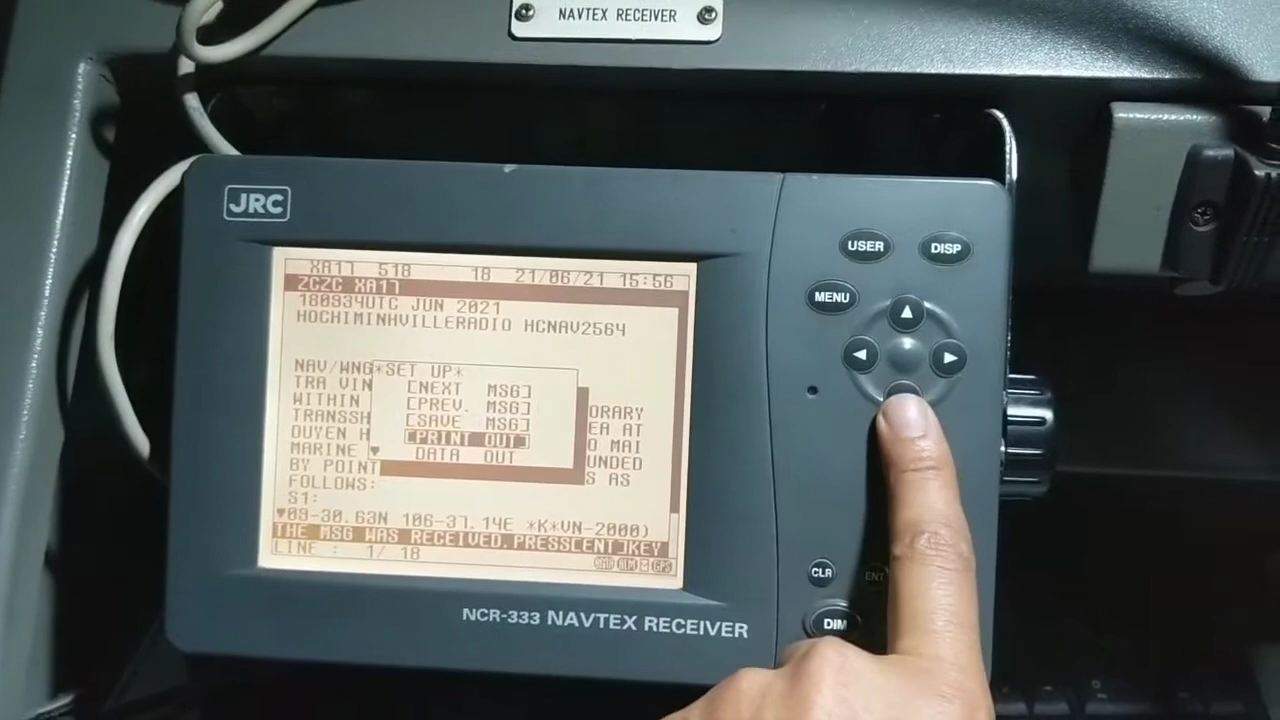 NAVTEX RECEIVER
JRC
USER
DISP
MENU
XA17 518 18 21/06/21 15:56
ZCZC XA17
180934UTC JUN 2021
HOCHIMINHVILLERADIO HCNAV2564
NAV/WNG
TRA VIN
WITHIN ORARY
TRANSSH EA AT
DUYEN H O MAI
MARINE UNDED
BY POINT S AS
FOLLOWS:
S1:
▼09-30.63N 106-37.14E *K*VN-2000)
*SET UP*
[NEXT MSG]
[PREV. MSG]
[SAVE MSG]
[PRINT OUT]
▼ DATA OUT
THE MSG WAS RECEIVED.PRESS[ENT]KEY
LINE : 1/ 18
GPS
CLR
ENT
DIM
NCR-333 NAVTEX RECEIVER